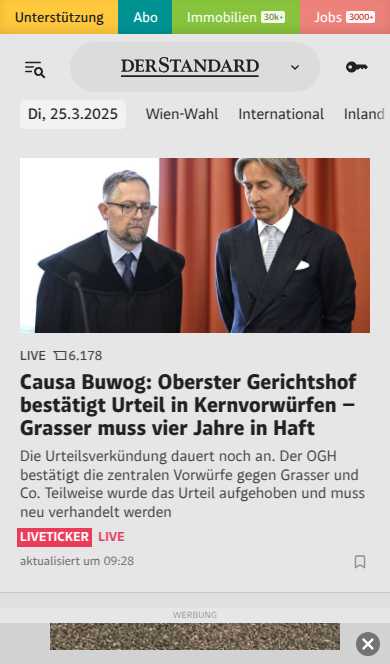 Unterstützung Abo Immobilien 30k+ Jobs 3000+
DERSTANDARD
Di, 25.3.2025 Wien-Wahl International Inland
LIVE 6.178
Causa Buwog: Oberster Gerichtshof
bestätigt Urteil in Kernvorwürfen –
Grasser muss vier Jahre in Haft
Die Urteilsverkündung dauert noch an. Der OGH
bestätigt die zentralen Vorwürfe gegen Grasser und
Co. Teilweise wurde das Urteil aufgehoben und muss
neu verhandelt werden
LIVETICKER LIVE
aktualisiert um 09:28
WERBUNG